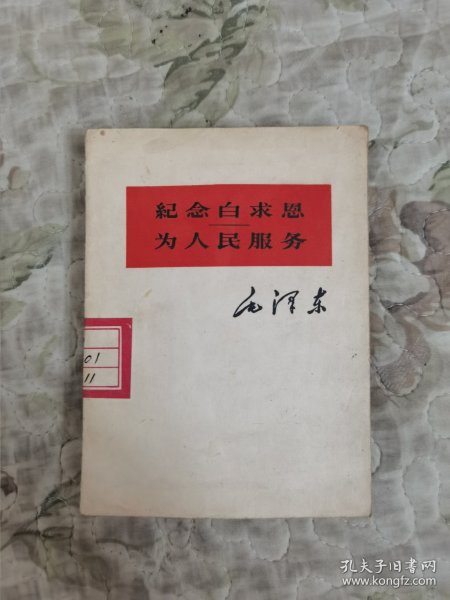 紀念白求恩
为人民服务
毛泽东
01
11
孔夫子旧书网
www.kongfz.com